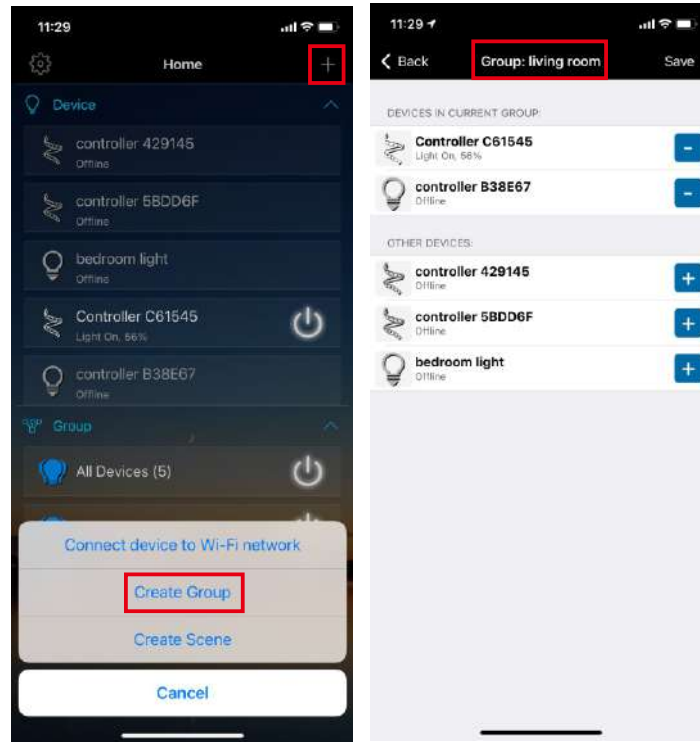 11:29
Home
+
Device
controller 429145
Offline
controller 5BDD6F
Offline
bedroom light
Offline
Controller C61545
Light On, 56%
controller B38E67
Offline
Group
All Devices (5)
Connect device to Wi-Fi network
Create Group
Create Scene
Cancel
11:29
Back
Group: living room
Save
DEVICES IN CURRENT GROUP:
Controller C61545
Light On, 56%
-
controller B38E67
Offline
-
OTHER DEVICES:
controller 429145
Offline
+
controller 5BDD6F
Offline
+
bedroom light
Offline
+